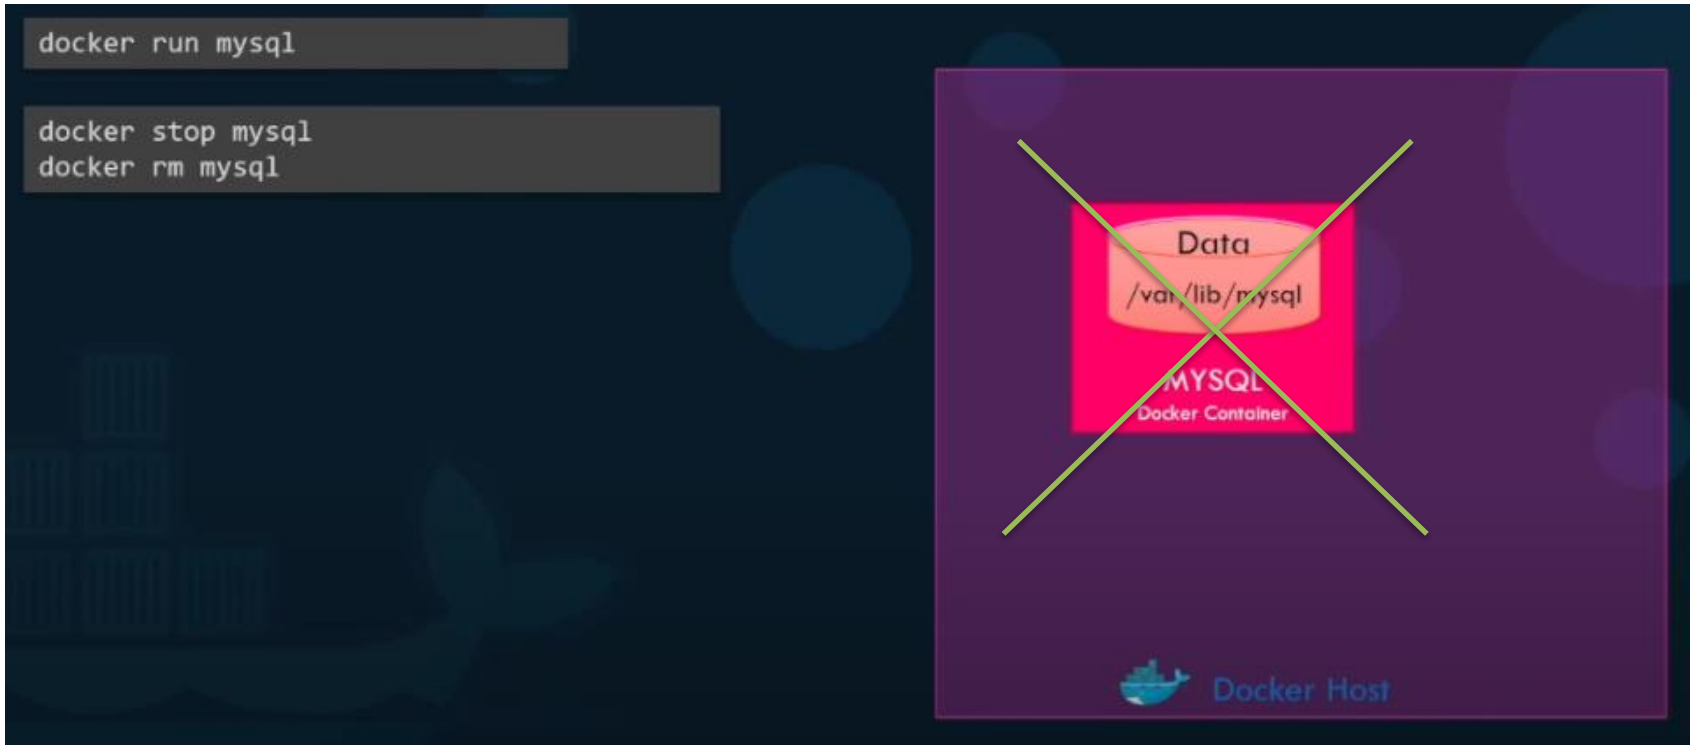 docker run mysql
docker stop mysql
docker rm mysql
Data
/var/lib/mysql
MYSQL
Docker Container
Docker Host